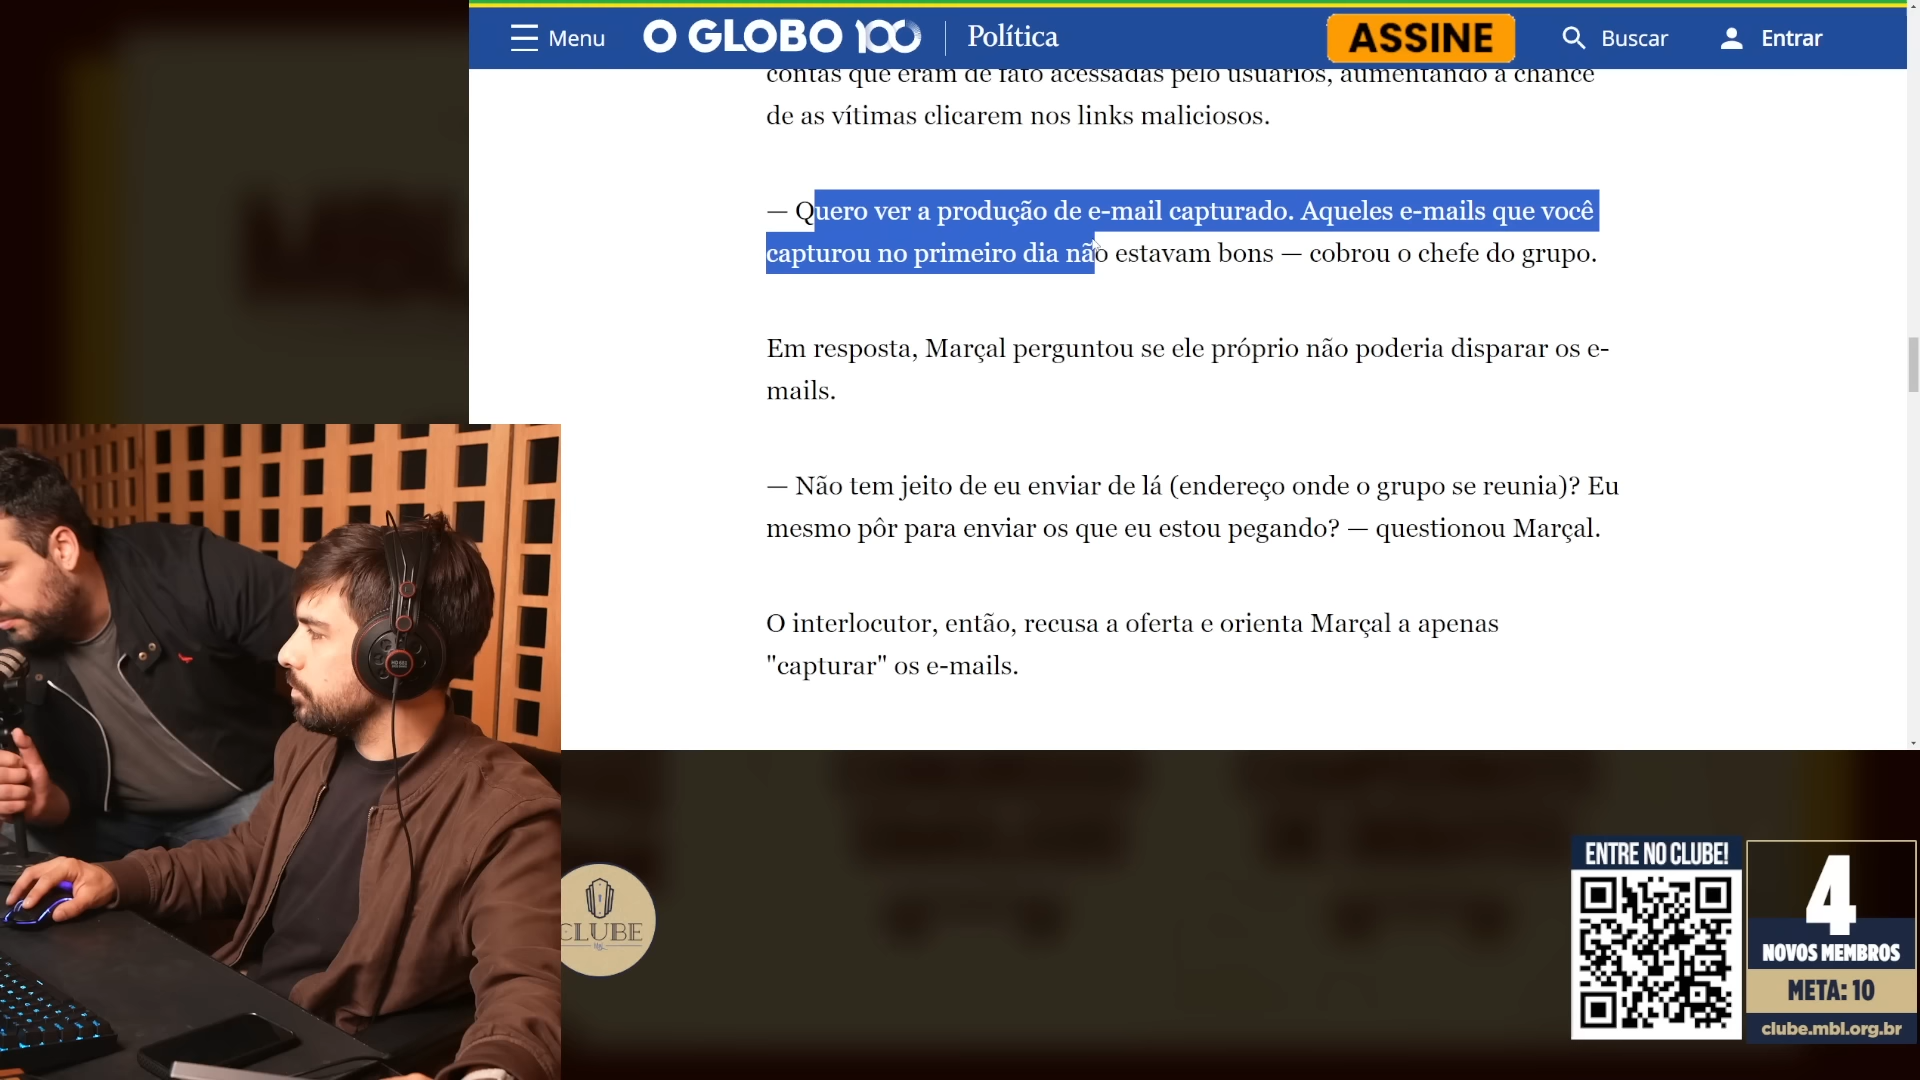 Menu
O GLOBO 100
Política
ASSINE
Buscar
Entrar
contas que eram de fato acessadas pelo usuários, aumentando a chance
de as vítimas clicarem nos links maliciosos.
— Quero ver a produção de e-mail capturado. Aqueles e-mails que você
capturou no primeiro dia não estavam bons — cobrou o chefe do grupo.
Em resposta, Marçal perguntou se ele próprio não poderia disparar os e-
mails.
— Não tem jeito de eu enviar de lá (endereço onde o grupo se reunia)? Eu
mesmo pôr para enviar os que eu estou pegando? — questionou Marçal.
O interlocutor, então, recusa a oferta e orienta Marçal a apenas
"capturar" os e-mails.
CLUBE
ENTRE NO CLUBE!
4
NOVOS MEMBROS
META: 10
clube.mbl.org.br